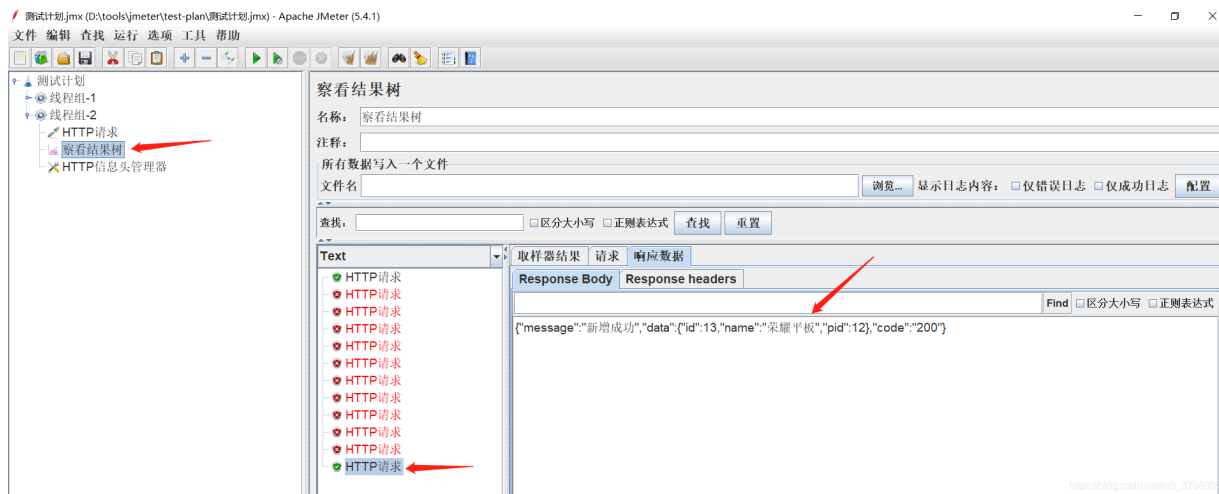 测试计划.jmx (D:\tools\jmeter\test-plan\测试计划.jmx) - Apache JMeter (5.4.1)
文件 编辑 查找 运行 选项 工具 帮助
测试计划
线程组-1
线程组-2
HTTP请求
察看结果树
HTTP信息头管理器
察看结果树
名称： 察看结果树
注释：
所有数据写入一个文件
文件名 浏览... 显示日志内容： 仅错误日志 仅成功日志 配置
查找： 区分大小写 正则表达式 查找 重置
Text
HTTP请求
HTTP请求
HTTP请求
HTTP请求
HTTP请求
HTTP请求
HTTP请求
HTTP请求
HTTP请求
HTTP请求
HTTP请求
HTTP请求
取样器结果 请求 响应数据
Response Body Response headers
Find 区分大小写 正则表达式
{"message":"新增成功","data":{"id":13,"name":"荣耀平板","pid":12},"code":"200"}